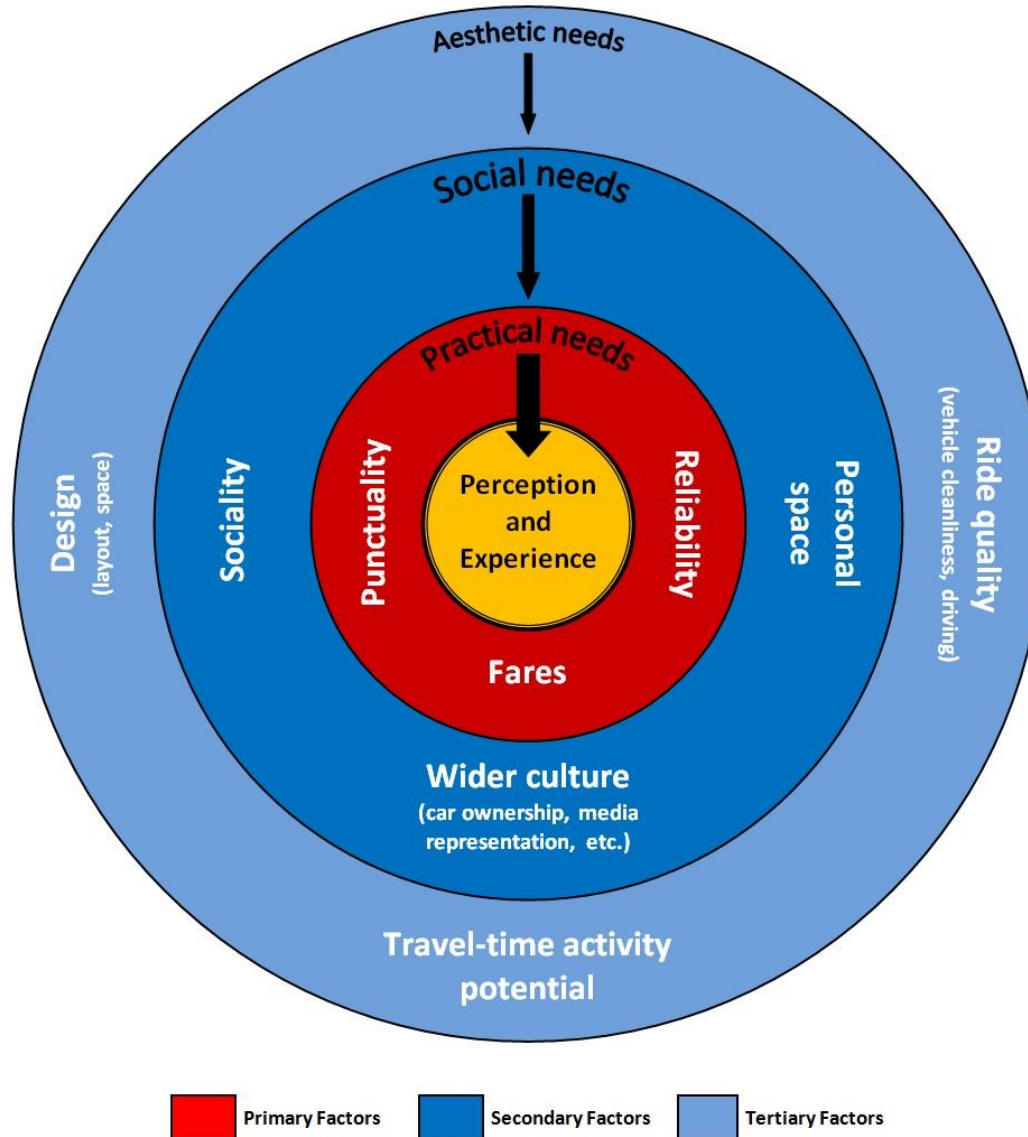 Aesthetic needs
Social needs
Practical needs
Perception
and
Experience
Punctuality
Reliability
Fares
Sociality
Personal
space
Wider culture
(car ownership, media
representation, etc.)
Design
(layout, space)
Ride quality
(vehicle cleanliness, driving)
Travel-time activity
potential
Primary Factors
Secondary Factors
Tertiary Factors